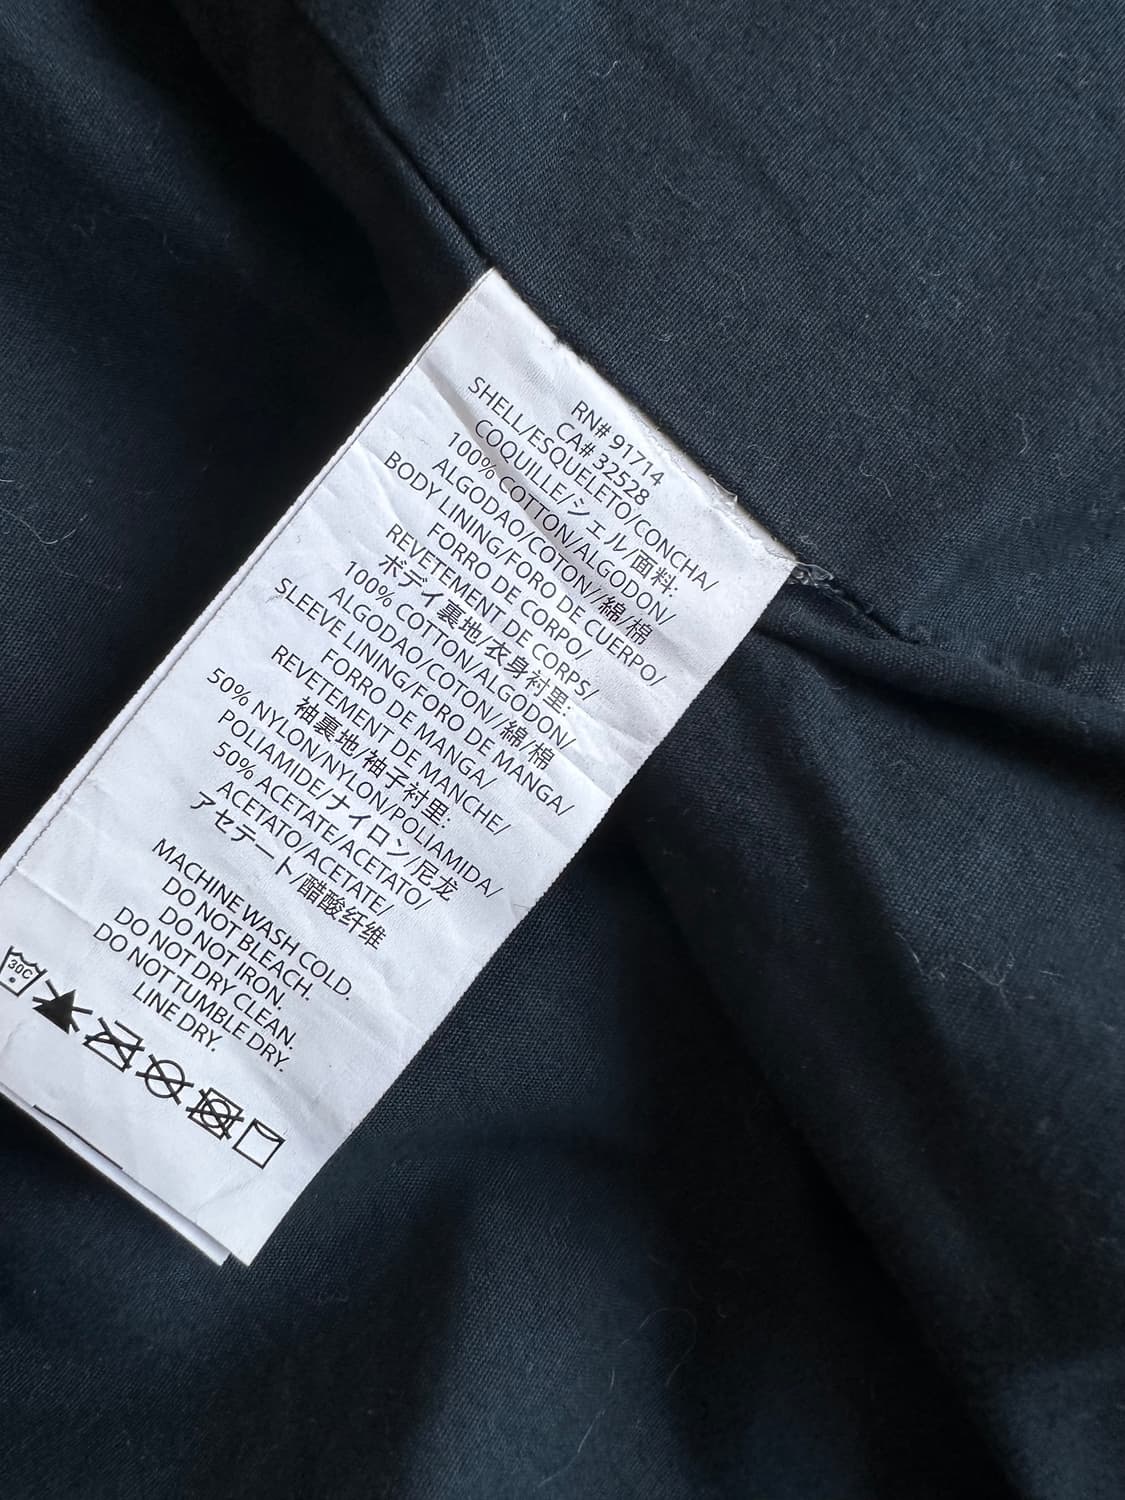 RN# 91714
CA# 32528
SHELL/ESQUELETO/CONCHA/
COQUILLE/シェル/面料:
100% COTTON/ALGODON/
ALGODAO/COTON//綿/棉
BODY LINING/FORO DE CUERPO/
FORRO DE CORPO/
REVETEMENT DE CORPS/
ボディ裏地/衣身衬里:
100% COTTON/ALGODON/
ALGODAO/COTON//綿/棉
SLEEVE LINING/FORO DE MANGA/
FORRO DE MANGA/
REVETEMENT DE MANCHE/
袖裏地/袖子衬里:
50% NYLON/NYLON/POLIAMIDA/
POLIAMIDE/ナイロン/尼龙
50% ACETATE/ACETATO/
ACETATO/ACETATE/
アセテート/醋酸纤维
MACHINE WASH COLD.
DO NOT BLEACH.
DO NOT IRON.
DO NOT DRY CLEAN.
DO NOT TUMBLE DRY.
LINE DRY.
30C